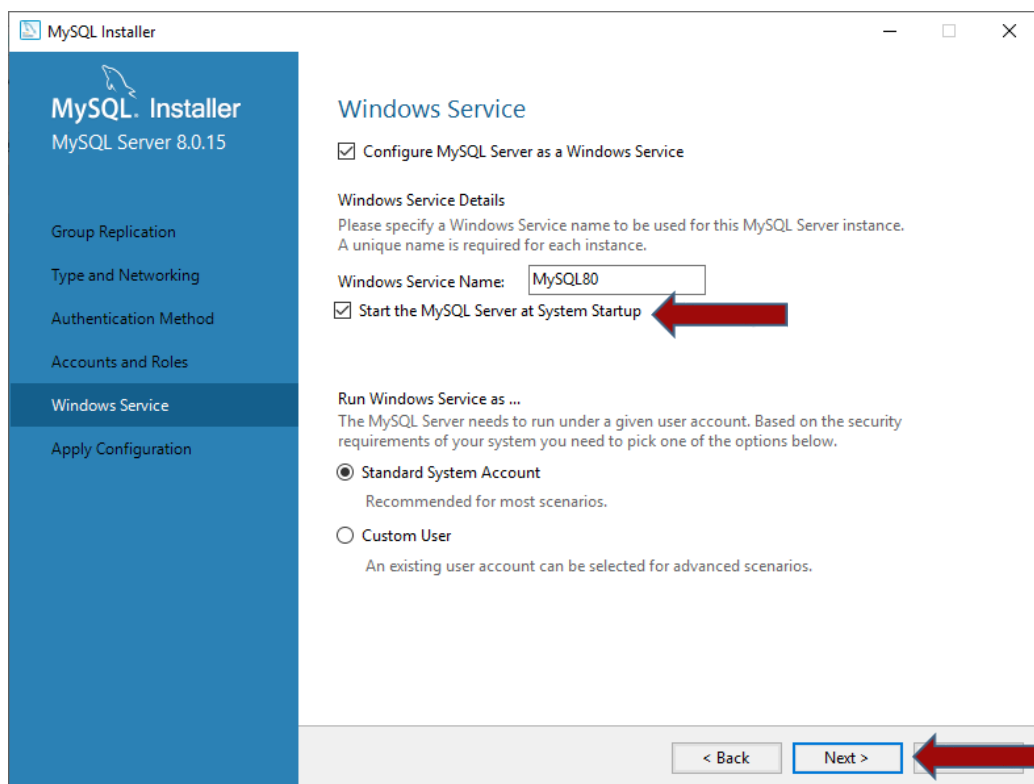 MySQL Installer
MySQL. Installer
MySQL Server 8.0.15
Group Replication
Type and Networking
Authentication Method
Accounts and Roles
Windows Service
Apply Configuration
Windows Service
Configure MySQL Server as a Windows Service
Windows Service Details
Please specify a Windows Service name to be used for this MySQL Server instance.
A unique name is required for each instance.
Windows Service Name: MySQL80
Start the MySQL Server at System Startup
Run Windows Service as ...
The MySQL Server needs to run under a given user account. Based on the security
requirements of your system you need to pick one of the options below.
Standard System Account
Recommended for most scenarios.
Custom User
An existing user account can be selected for advanced scenarios.
< Back
Next >